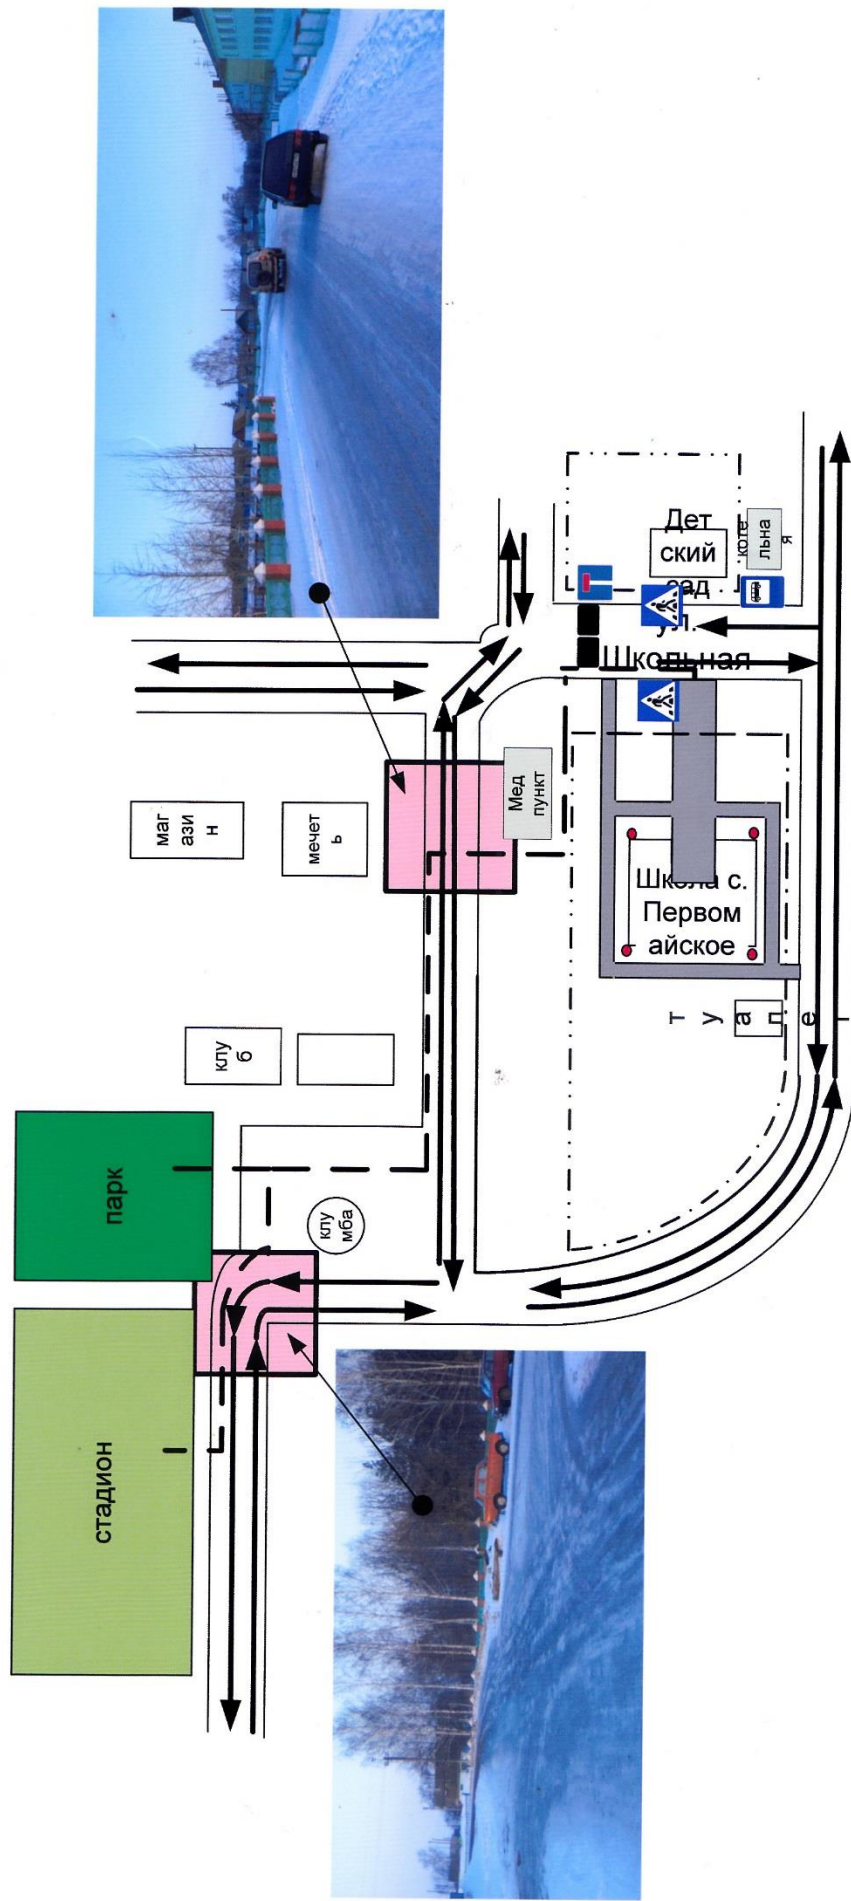 маг
ази
н
мечет
ь
клу
б
парк
клу
мба
стадион
Дет
ский
сад
коте
льна
я
ул.
Школьная
Мед
пункт
Школа с.
Первом
айское